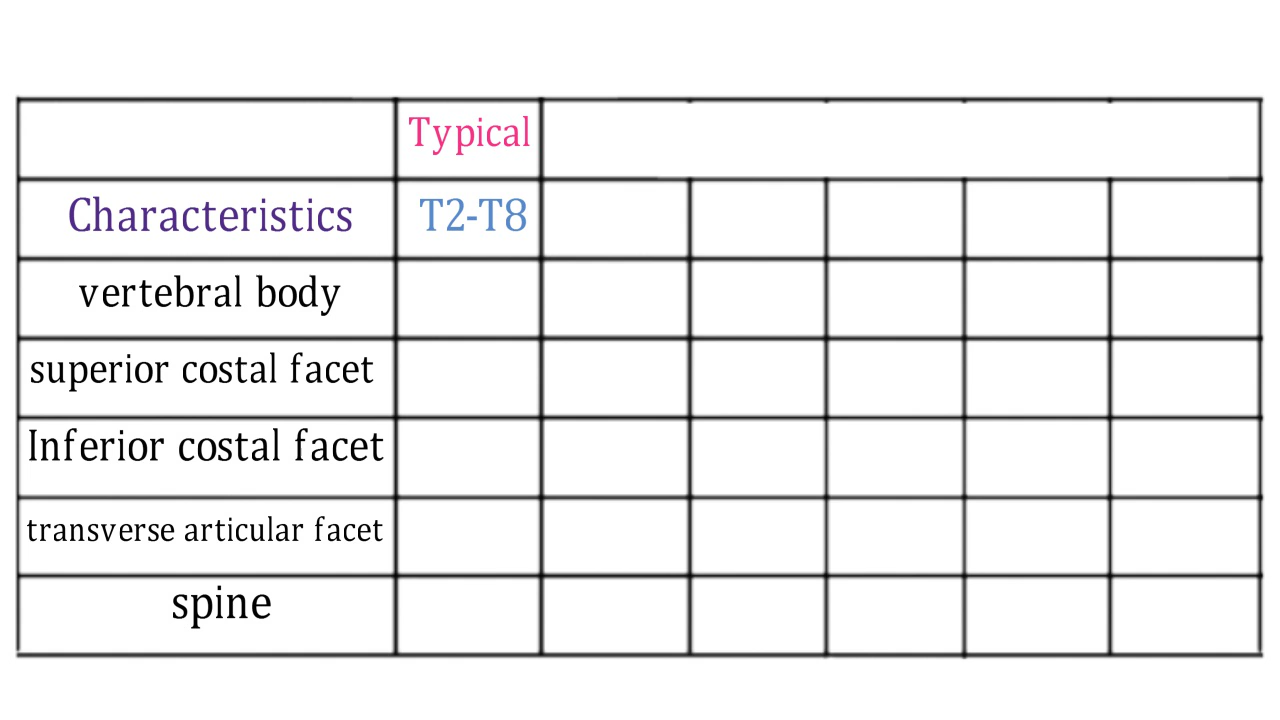 Typical
Characteristics T2-T8
vertebral body
superior costal facet
Inferior costal facet
transverse articular facet
spine